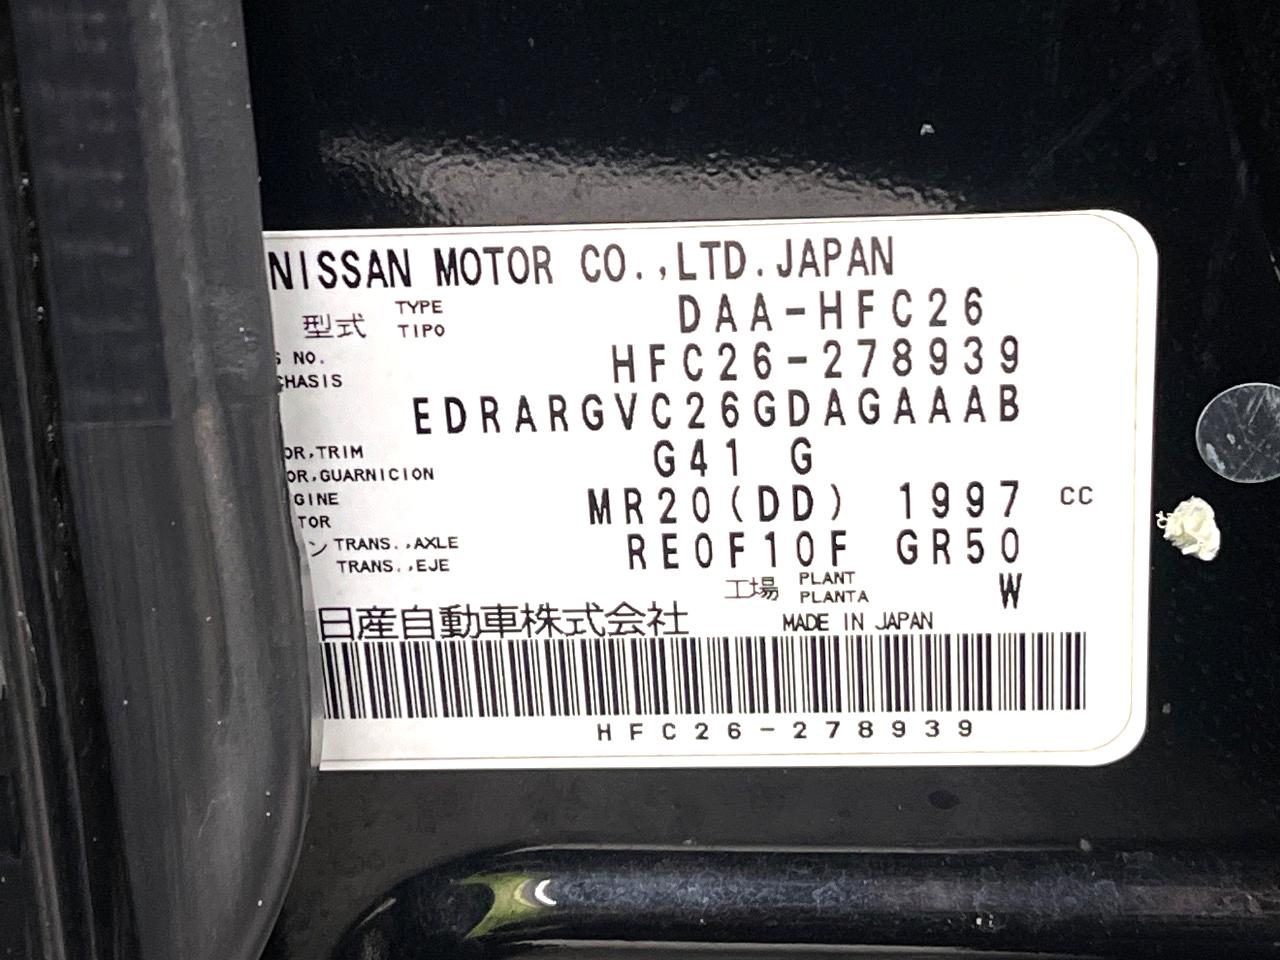 NISSAN MOTOR CO.,LTD.JAPAN
型式 TYPE TIPO DAA-HFC26
NO. HFC26-278939
CHASIS
EDRARGVC26GDAGAAAB
OR,TRIM G41 G
OR,GUARNICION
GINE MR20(DD) 1997 CC
TOR
ン TRANS.,AXLE RE0F10F GR50
TRANS.,EJE
工場 PLANT PLANTA W
日産自動車株式会社 MADE IN JAPAN
HFC26-278939